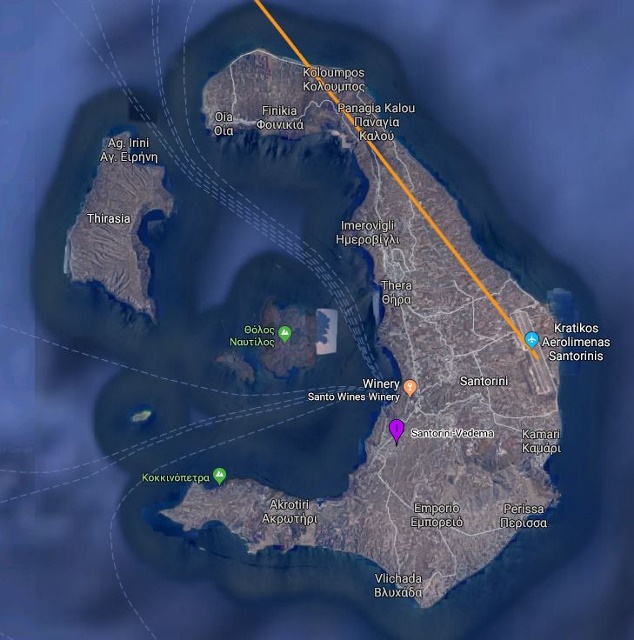 Koloumpos
Κολουμπος
Oia
Οια
Finikia
Φοινικιά
Panagia Kalou
Παναγία
Καλού
Ag. Irini
Αγ. Ειρήνη
Thirasia
Imerovigli
Ημεροβίγλι
Thera
Θήρα
Θόλος
Ναυτίλος
Kratikos
Aerolimenas
Santorinis
Winery
Santo Wines Winery
Santorini
Santorini-Vedema
Kamari
Καμάρι
Κοκκινόπετρα
Akrotiri
Ακρωτήρι
Emporio
Εμπορειό
Perissa
Περίσσα
Vlichada
Βλυχάδα